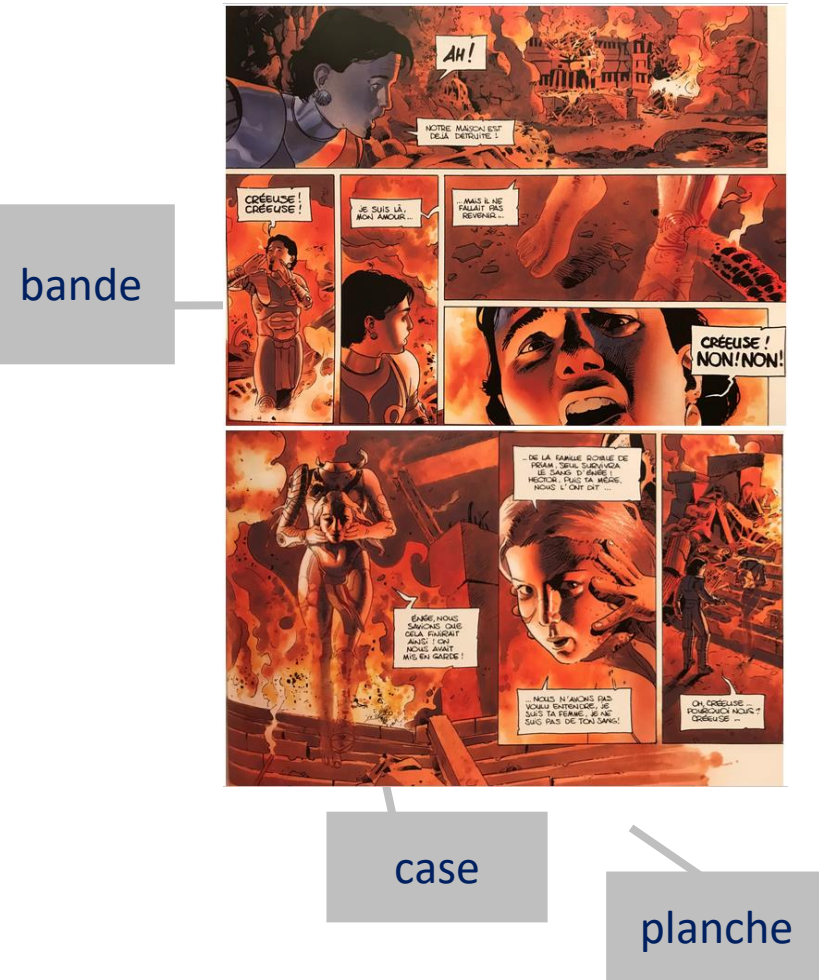 AH !
NOTRE MAISON EST
DEJA DETRUITE !
CRÉEUSE !
CRÉEUSE !
JE SUIS LÀ,
MON AMOUR ...
... MAIS IL NE
FALLAIT PAS
REVENIR ...
CRÉEUSE !
NON ! NON !
bande
... DE LA FAMILLE ROYALE DE
PRIAM, SEUL SURVIVRA
LE SANG D'ÉNÉE :
HECTOR, PUIS TA MÈRE,
NOUS L'ONT DIT ...
ÉNÉE, NOUS
SAVIONS QUE
CELA FINIRAIT
AINSI ! ON
NOUS AVAIT
MIS EN GARDE !
... NOUS N'AVONS PAS
VOULU ENTENDRE, JE
SUIS TA FEMME, JE NE
SUIS PAS DE TON SANG!
OH, CRÉEUSE ...
POURQUOI NOUS ?
CRÉEUSE ...
case
planche